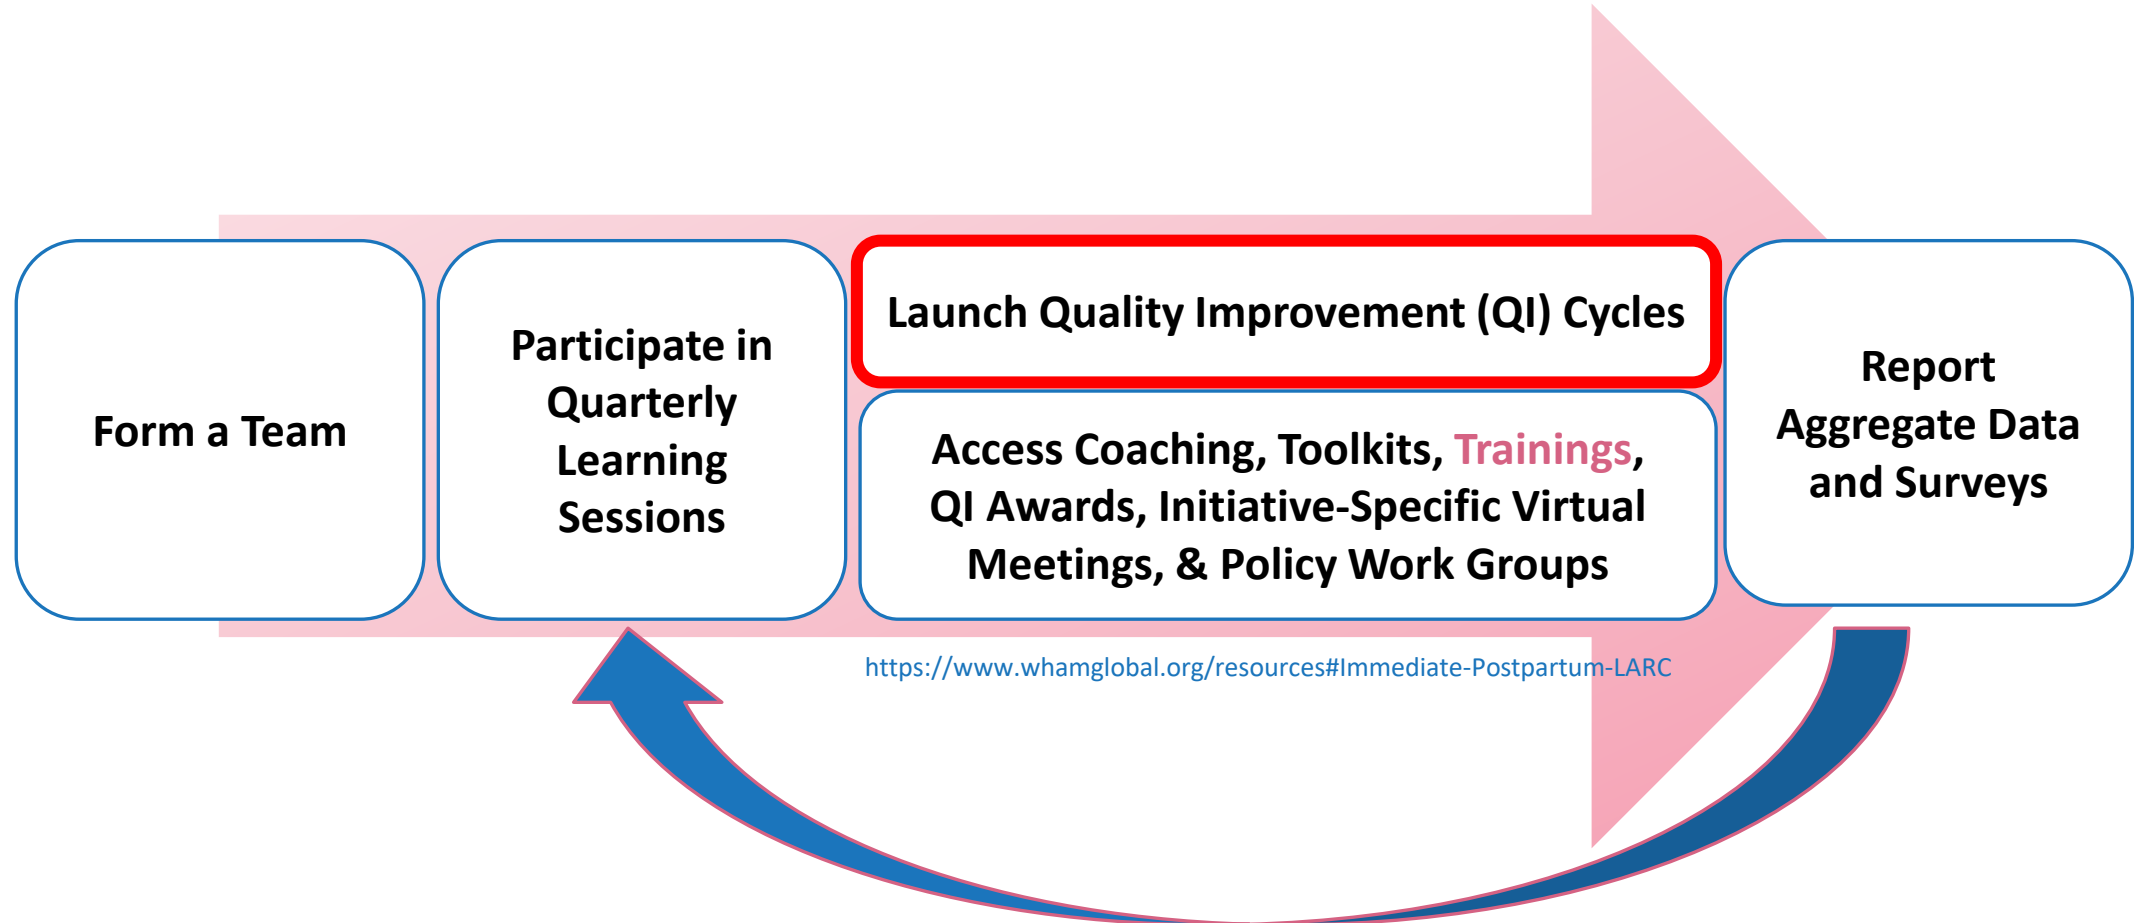 Form a Team
Participate in
Quarterly
Learning
Sessions
Launch Quality Improvement (QI) Cycles
Access Coaching, Toolkits, Trainings,
QI Awards, Initiative-Specific Virtual
Meetings, & Policy Work Groups
Report
Aggregate Data
and Surveys
https://www.whamglobal.org/resources#Immediate-Postpartum-LARC